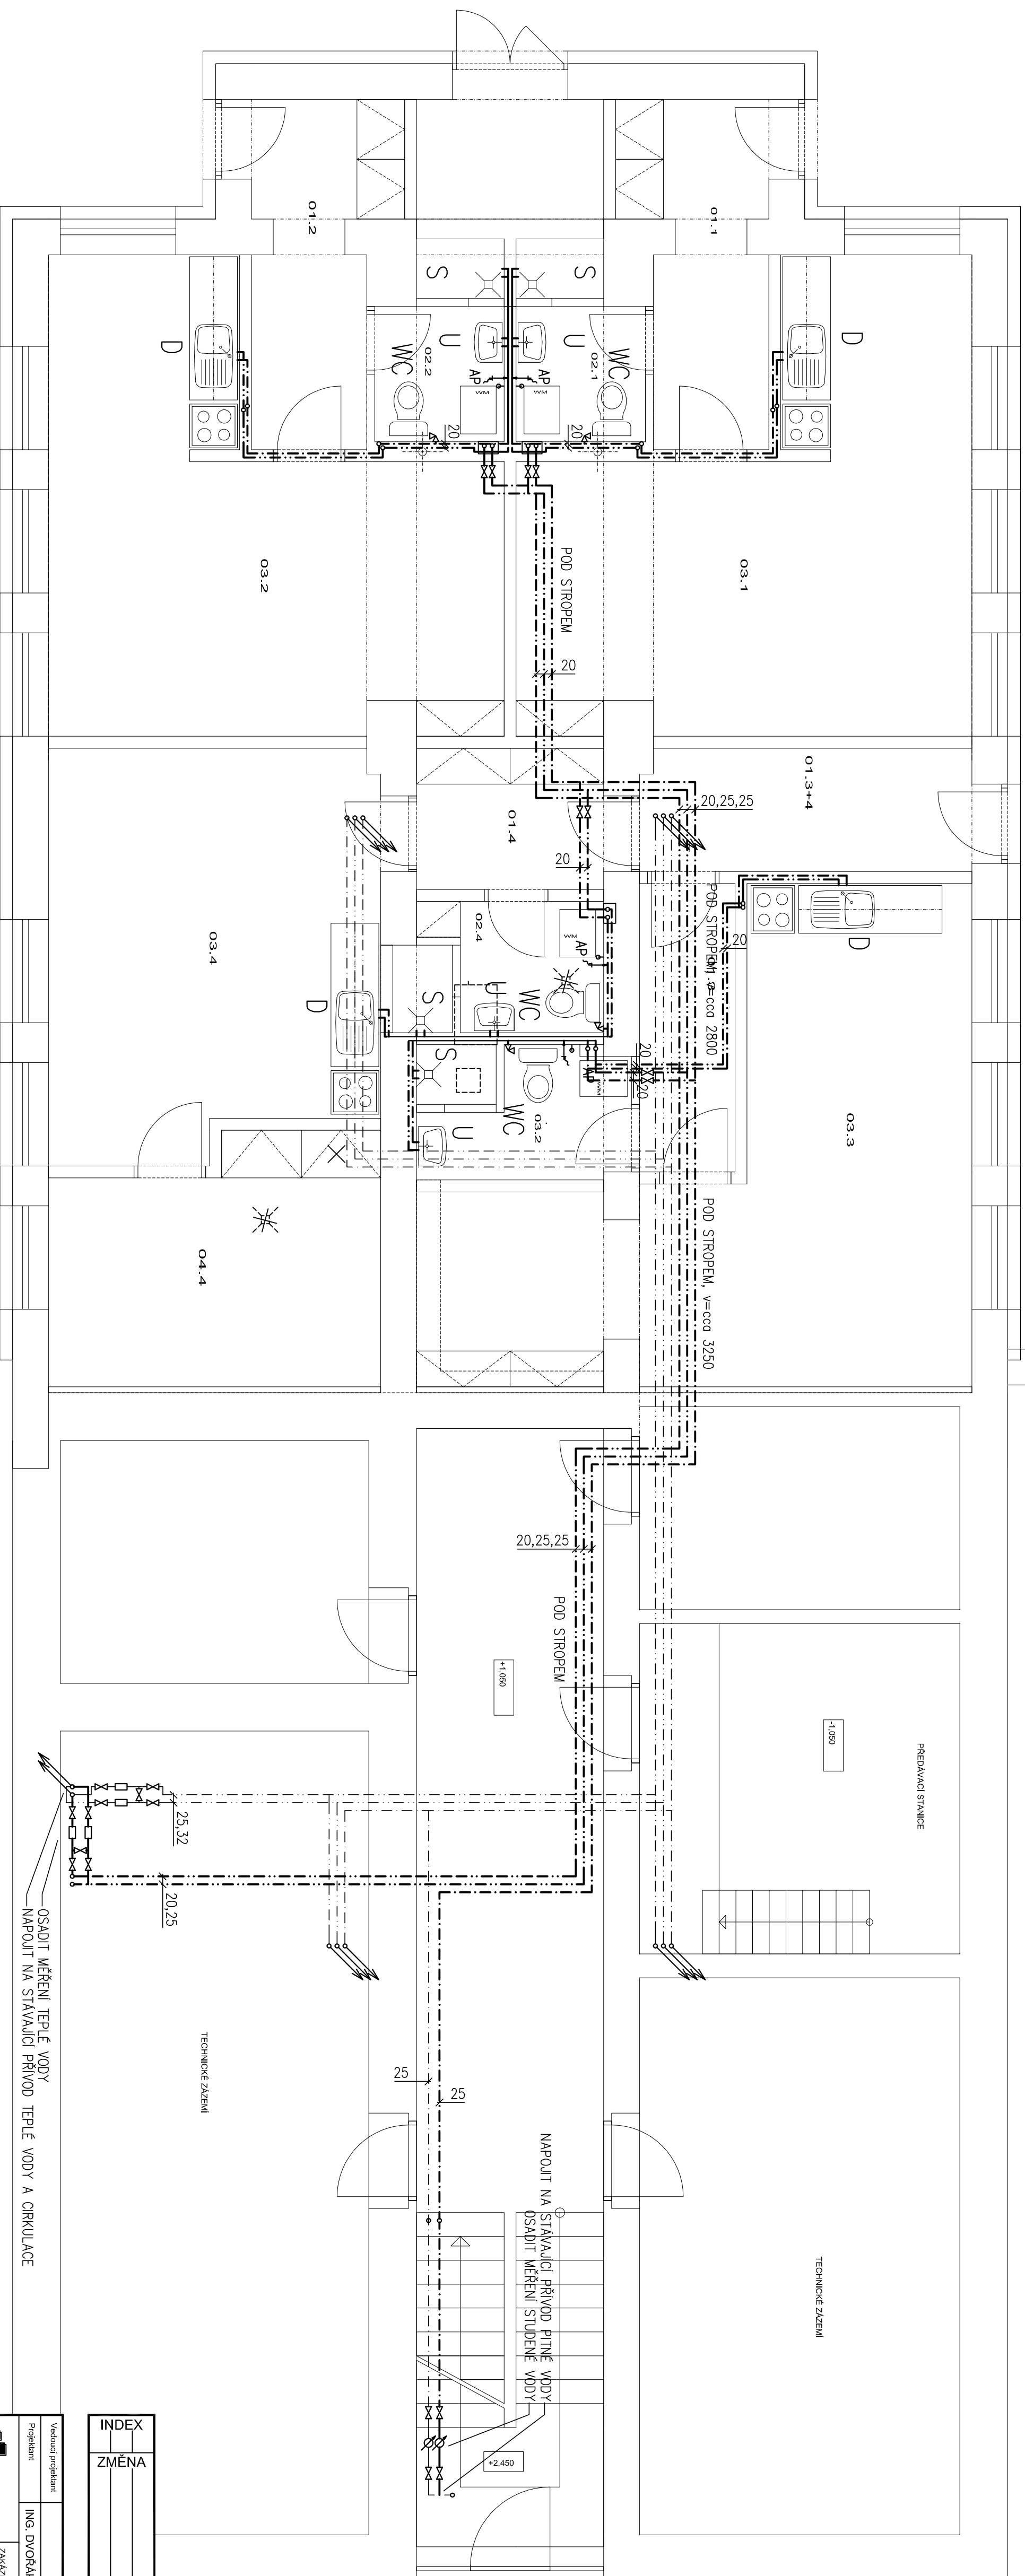 01.2
01.1
S
S
D
D
U
U
WC
WC
02.2
02.1
AP
AP
WM
WM
20
20
03.2
03.1
POD STROPEM
20
01.3+4
20,25,25
01.4
20
POD STROPEM, v=cca 2800
20
D
02.4
WM
AP
03.4
D
S
U
WC
S
WC
U
03.2
20
20
03.3
POD STROPEM, v=cca 3250
04.4
20,25,25
POD STROPEM
+1,050
-1,050
PŘEDÁVACÍ STANICE
25,32
20,25
OSADIT MĚŘENÍ TEPLÉ VODY
NAPOJIT NA STÁVAJÍCÍ PŘÍVOD TEPLÉ VODY A CIRKULACE
TECHNICKÉ ZÁZEMÍ
25
25
NAPOJIT NA STÁVAJÍCÍ PŘÍVOD PITNÉ VODY
OSADIT MĚŘENÍ STUDENÉ VODY
TECHNICKÉ ZÁZEMÍ
+2,450
INDEX
ZMĚNA
Vedoucí projektant
Projektant